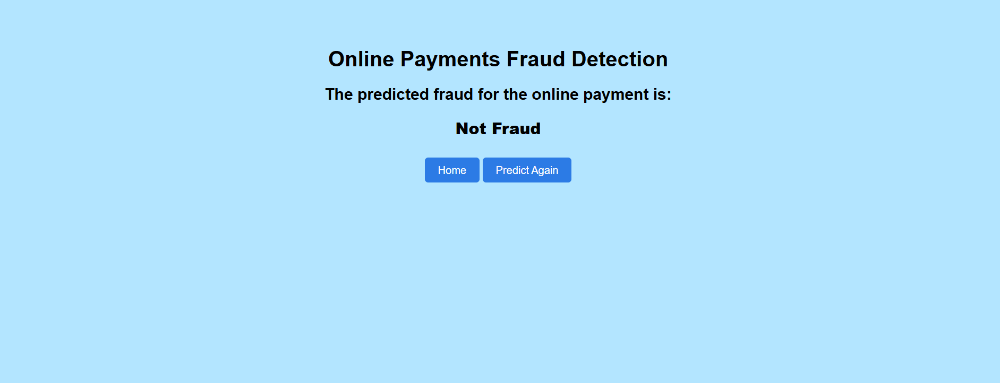 Online Payments Fraud Detection
The predicted fraud for the online payment is:
Not Fraud
Home Predict Again